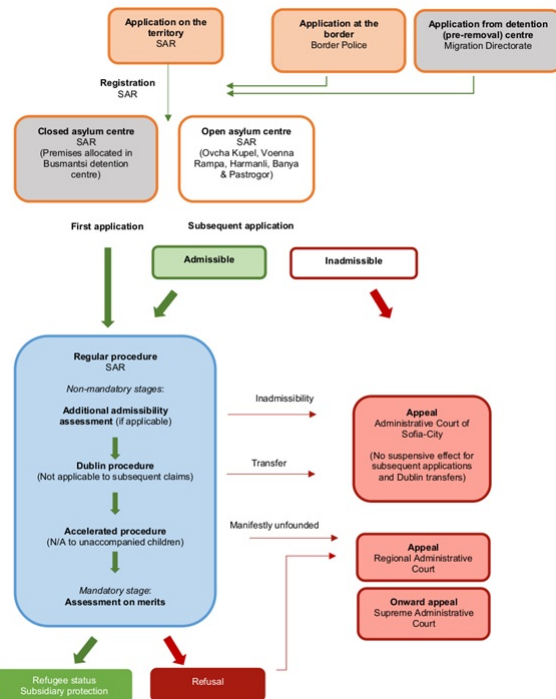 Application on the
territory
SAR
Application at the
border
Border Police
Application from detention
(pre-removal) centre
Migration Directorate
Registration
SAR
Closed asylum centre
SAR
(Premises allocated in
Busmantsi detention
centre)
Open asylum centre
SAR
(Ovcha Kupel, Voenna
Rampa, Harmanli, Banya
& Pastrogor)
First application
Subsequent application
Admissible
Inadmissible
Regular procedure
SAR
Non-mandatory stages:
Additional admissibility
assessment (if applicable)
Dublin procedure
(Not applicable to subsequent claims)
Accelerated procedure
(N/A to unaccompanied children)
Mandatory stage:
Assessment on merits
Inadmissibility
Transfer
Manifestly unfounded
Appeal
Administrative Court of
Sofia-City
(No suspensive effect for
subsequent applications
and Dublin transfers)
Appeal
Regional Administrative
Court
Onward appeal
Supreme Administrative
Court
Refugee status
Subsidiary protection
Refusal